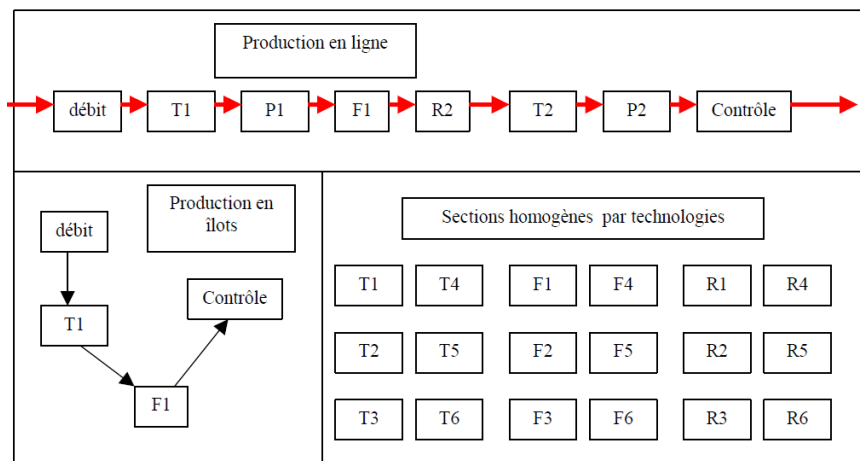 Production en ligne
débit T1 P1 F1 R2 T2 P2 Contrôle
Production en
îlots
débit
Contrôle
T1
F1
Sections homogènes par technologies
T1 T4 F1 F4 R1 R4
T2 T5 F2 F5 R2 R5
T3 T6 F3 F6 R3 R6